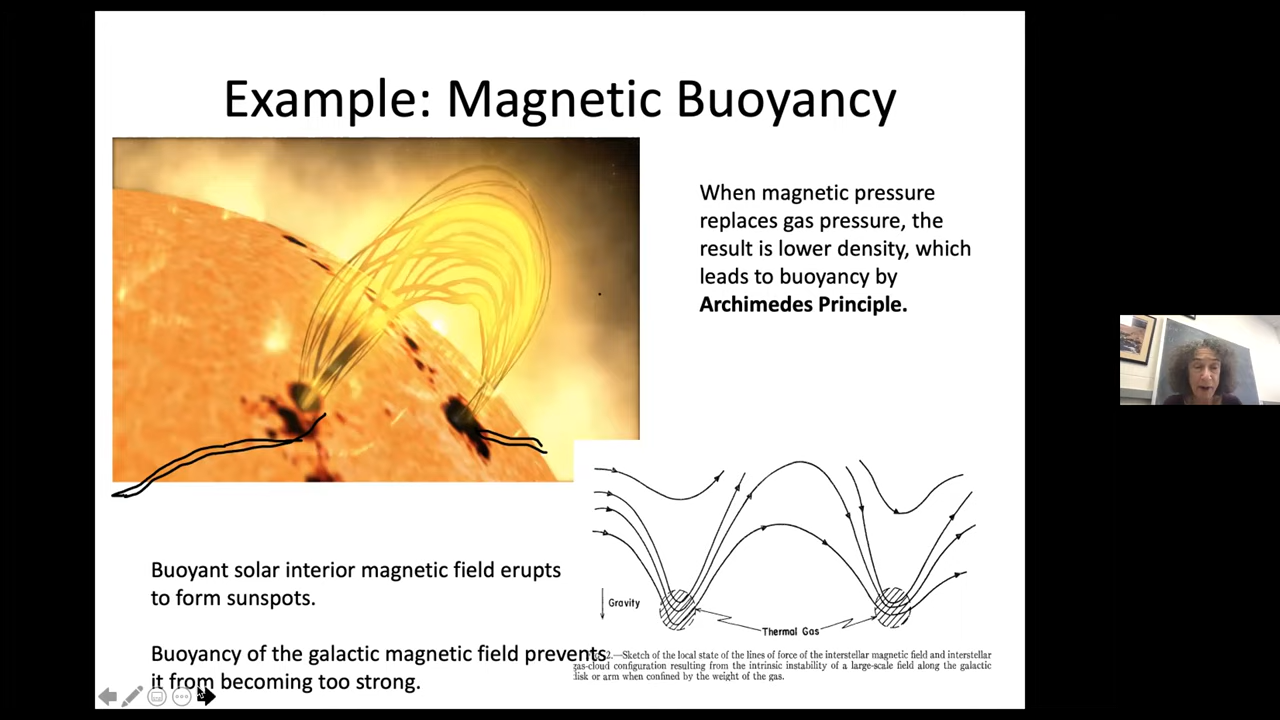 Example: Magnetic Buoyancy
When magnetic pressure
replaces gas pressure, the
result is lower density, which
leads to buoyancy by
Archimedes Principle.
Buoyant solar interior magnetic field erupts
to form sunspots.
Buoyancy of the galactic magnetic field prevents
it from becoming too strong.
Gravity
Thermal Gas
2.—Sketch of the local state of the lines of force of the interstellar magnetic field and interstellar
gas-cloud configuration resulting from the intrinsic instability of a large-scale field along the galactic
disk or arm when confined by the weight of the gas.